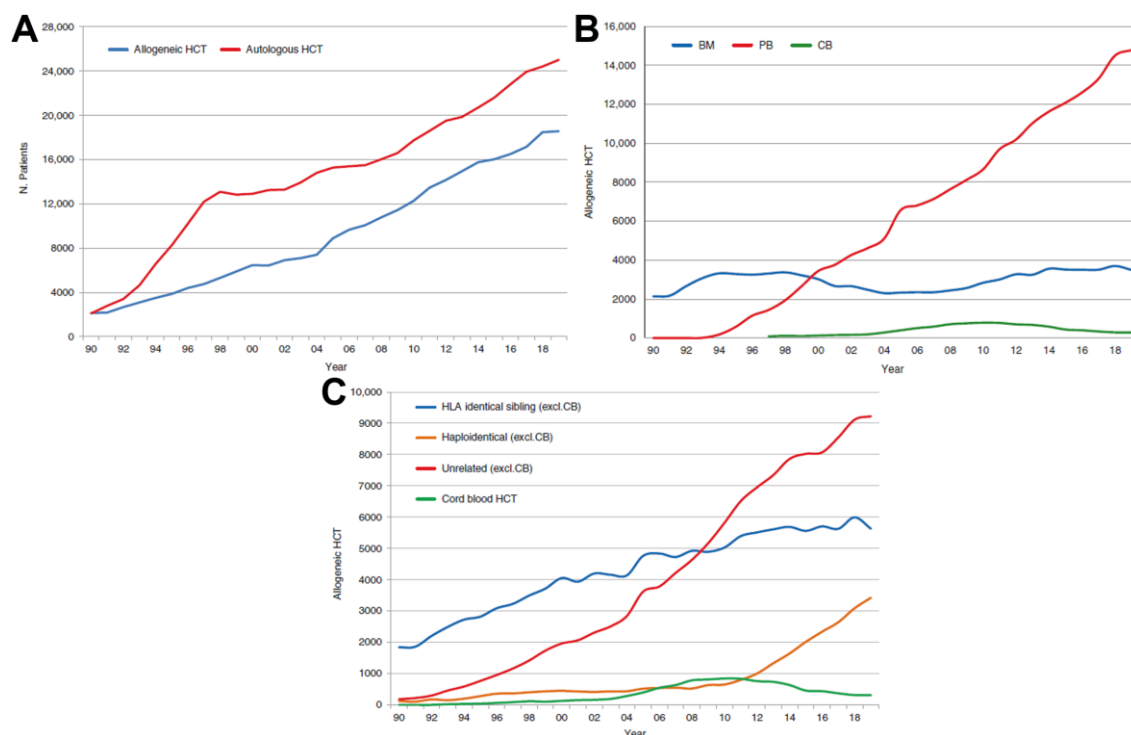 A
28,000
24,000
20,000
16,000
12,000
8000
4000
0
N. Patients
Allogeneic HCT Autologous HCT
90 92 94 96 98 00 02 04 06 08 10 12 14 16 18
Year
B
16,000
14,000
12,000
10,000
8000
6000
4000
2000
0
Allogeneic HCT
BM PB CB
90 92 94 96 98 00 02 04 06 08 10 12 14 16 18
Year
C
10,000
9000
8000
7000
6000
5000
4000
3000
2000
1000
0
Allogeneic HCT
HLA identical sibling (excl.CB)
Haploidentical (excl.CB)
Unrelated (excl.CB)
Cord blood HCT
90 92 94 96 98 00 02 04 06 08 10 12 14 16 18
Year